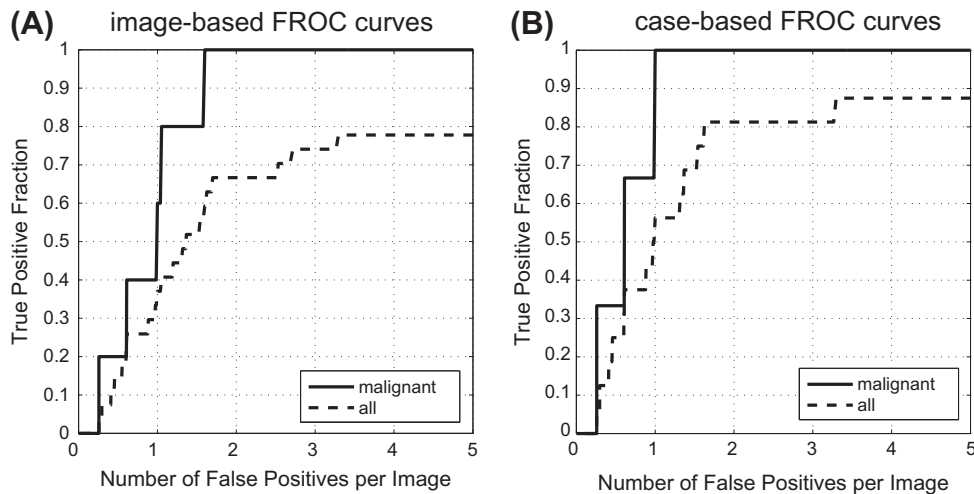 (A) image-based FROC curves
1
0.9
0.8
0.7
0.6
0.5
0.4
0.3
0.2
0.1
0
True Positive Fraction
malignant
all
1 2 3 4 5
Number of False Positives per Image
(B) case-based FROC curves
1
0.9
0.8
0.7
0.6
0.5
0.4
0.3
0.2
0.1
0
True Positive Fraction
malignant
all
0 1 2 3 4 5
Number of False Positives per Image